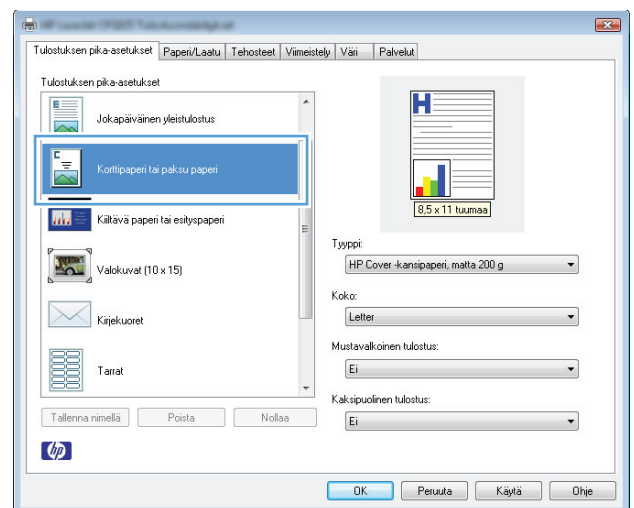 Tulostuksen pika-asetukset Paperi/Laatu Tehosteet Viimeistely Väri Palvelut
Tulostuksen pika-asetukset
Jokapäiväinen yleistulostus
Korttipaperi tai paksu paperi
Kiiltävä paperi tai esityspaperi
Valokuvat (10 x 15)
Kirjekuoret
Tarrat
Tallenna nimellä Poista Nollaa
8,5 x 11 tuumaa
Tyyppi:
HP Cover -kansipaperi, matta 200 g
Koko:
Letter
Mustavalkoinen tulostus:
Ei
Kaksipuolinen tulostus:
Ei
hp
OK Peruuta Käytä Ohje